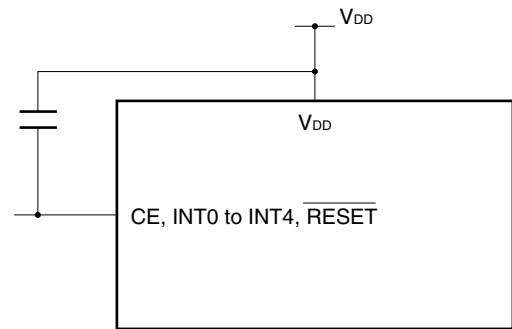 VDD
VDD
CE, INT0 to INT4, RESET